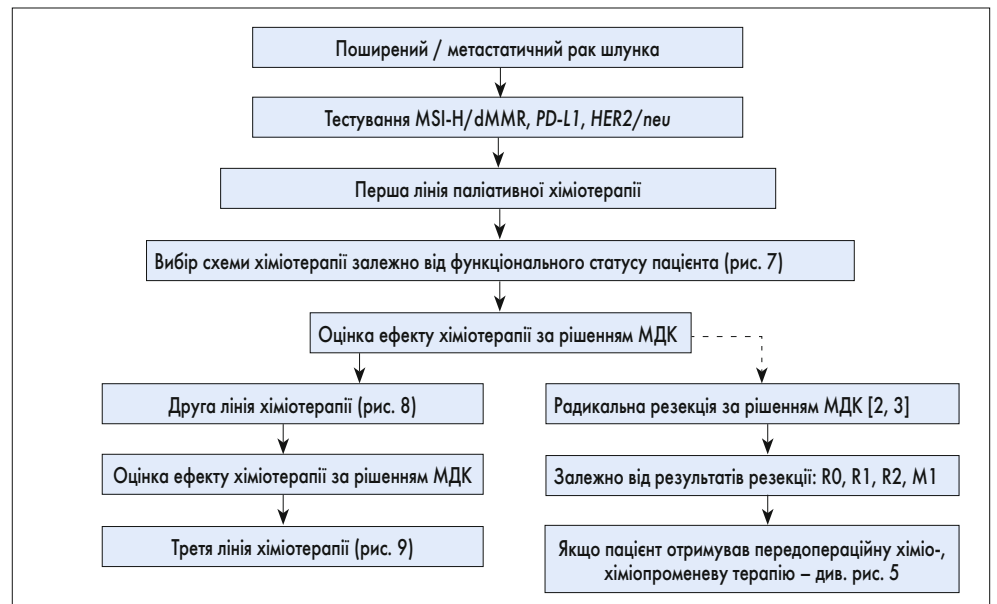 Поширений / метастатичний рак шлунка
Тестування MSI-H/dMMR, PD-L1, HER2/neu
Перша лінія паліативної хіміотерапії
Вибір схеми хіміотерапії залежно від функціонального статусу пацієнта (рис. 7)
Оцінка ефекту хіміотерапії за рішенням МДК
Друга лінія хіміотерапії (рис. 8)
Оцінка ефекту хіміотерапії за рішенням МДК
Третя лінія хіміотерапії (рис. 9)
Радикальна резекція за рішенням МДК [2, 3]
Залежно від результатів резекції: R0, R1, R2, M1
Якщо пацієнт отримував передопераційну хіміо-,
хіміопроменеву терапію – див. рис. 5